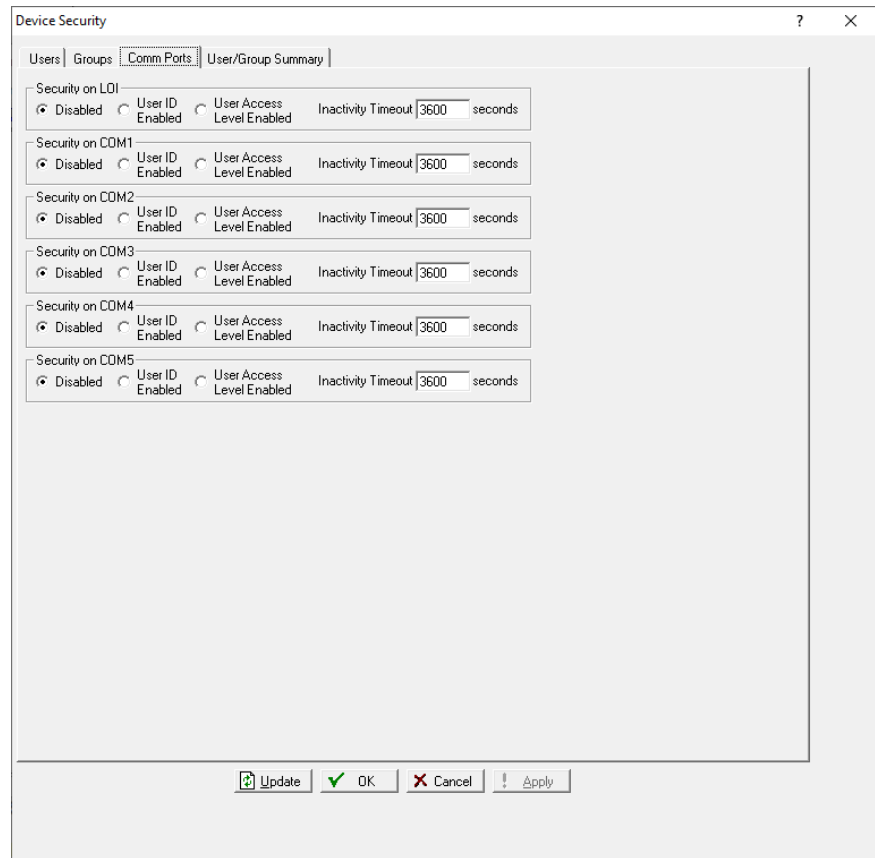 Device Security ?
Users Groups Comm Ports User/Group Summary
Security on LOI
Disabled User ID Enabled User Access Level Enabled Inactivity Timeout 3600 seconds
Security on COM1
Disabled User ID Enabled User Access Level Enabled Inactivity Timeout 3600 seconds
Security on COM2
Disabled User ID Enabled User Access Level Enabled Inactivity Timeout 3600 seconds
Security on COM3
Disabled User ID Enabled User Access Level Enabled Inactivity Timeout 3600 seconds
Security on COM4
Disabled User ID Enabled User Access Level Enabled Inactivity Timeout 3600 seconds
Security on COM5
Disabled User ID Enabled User Access Level Enabled Inactivity Timeout 3600 seconds
Update OK Cancel ! Apply